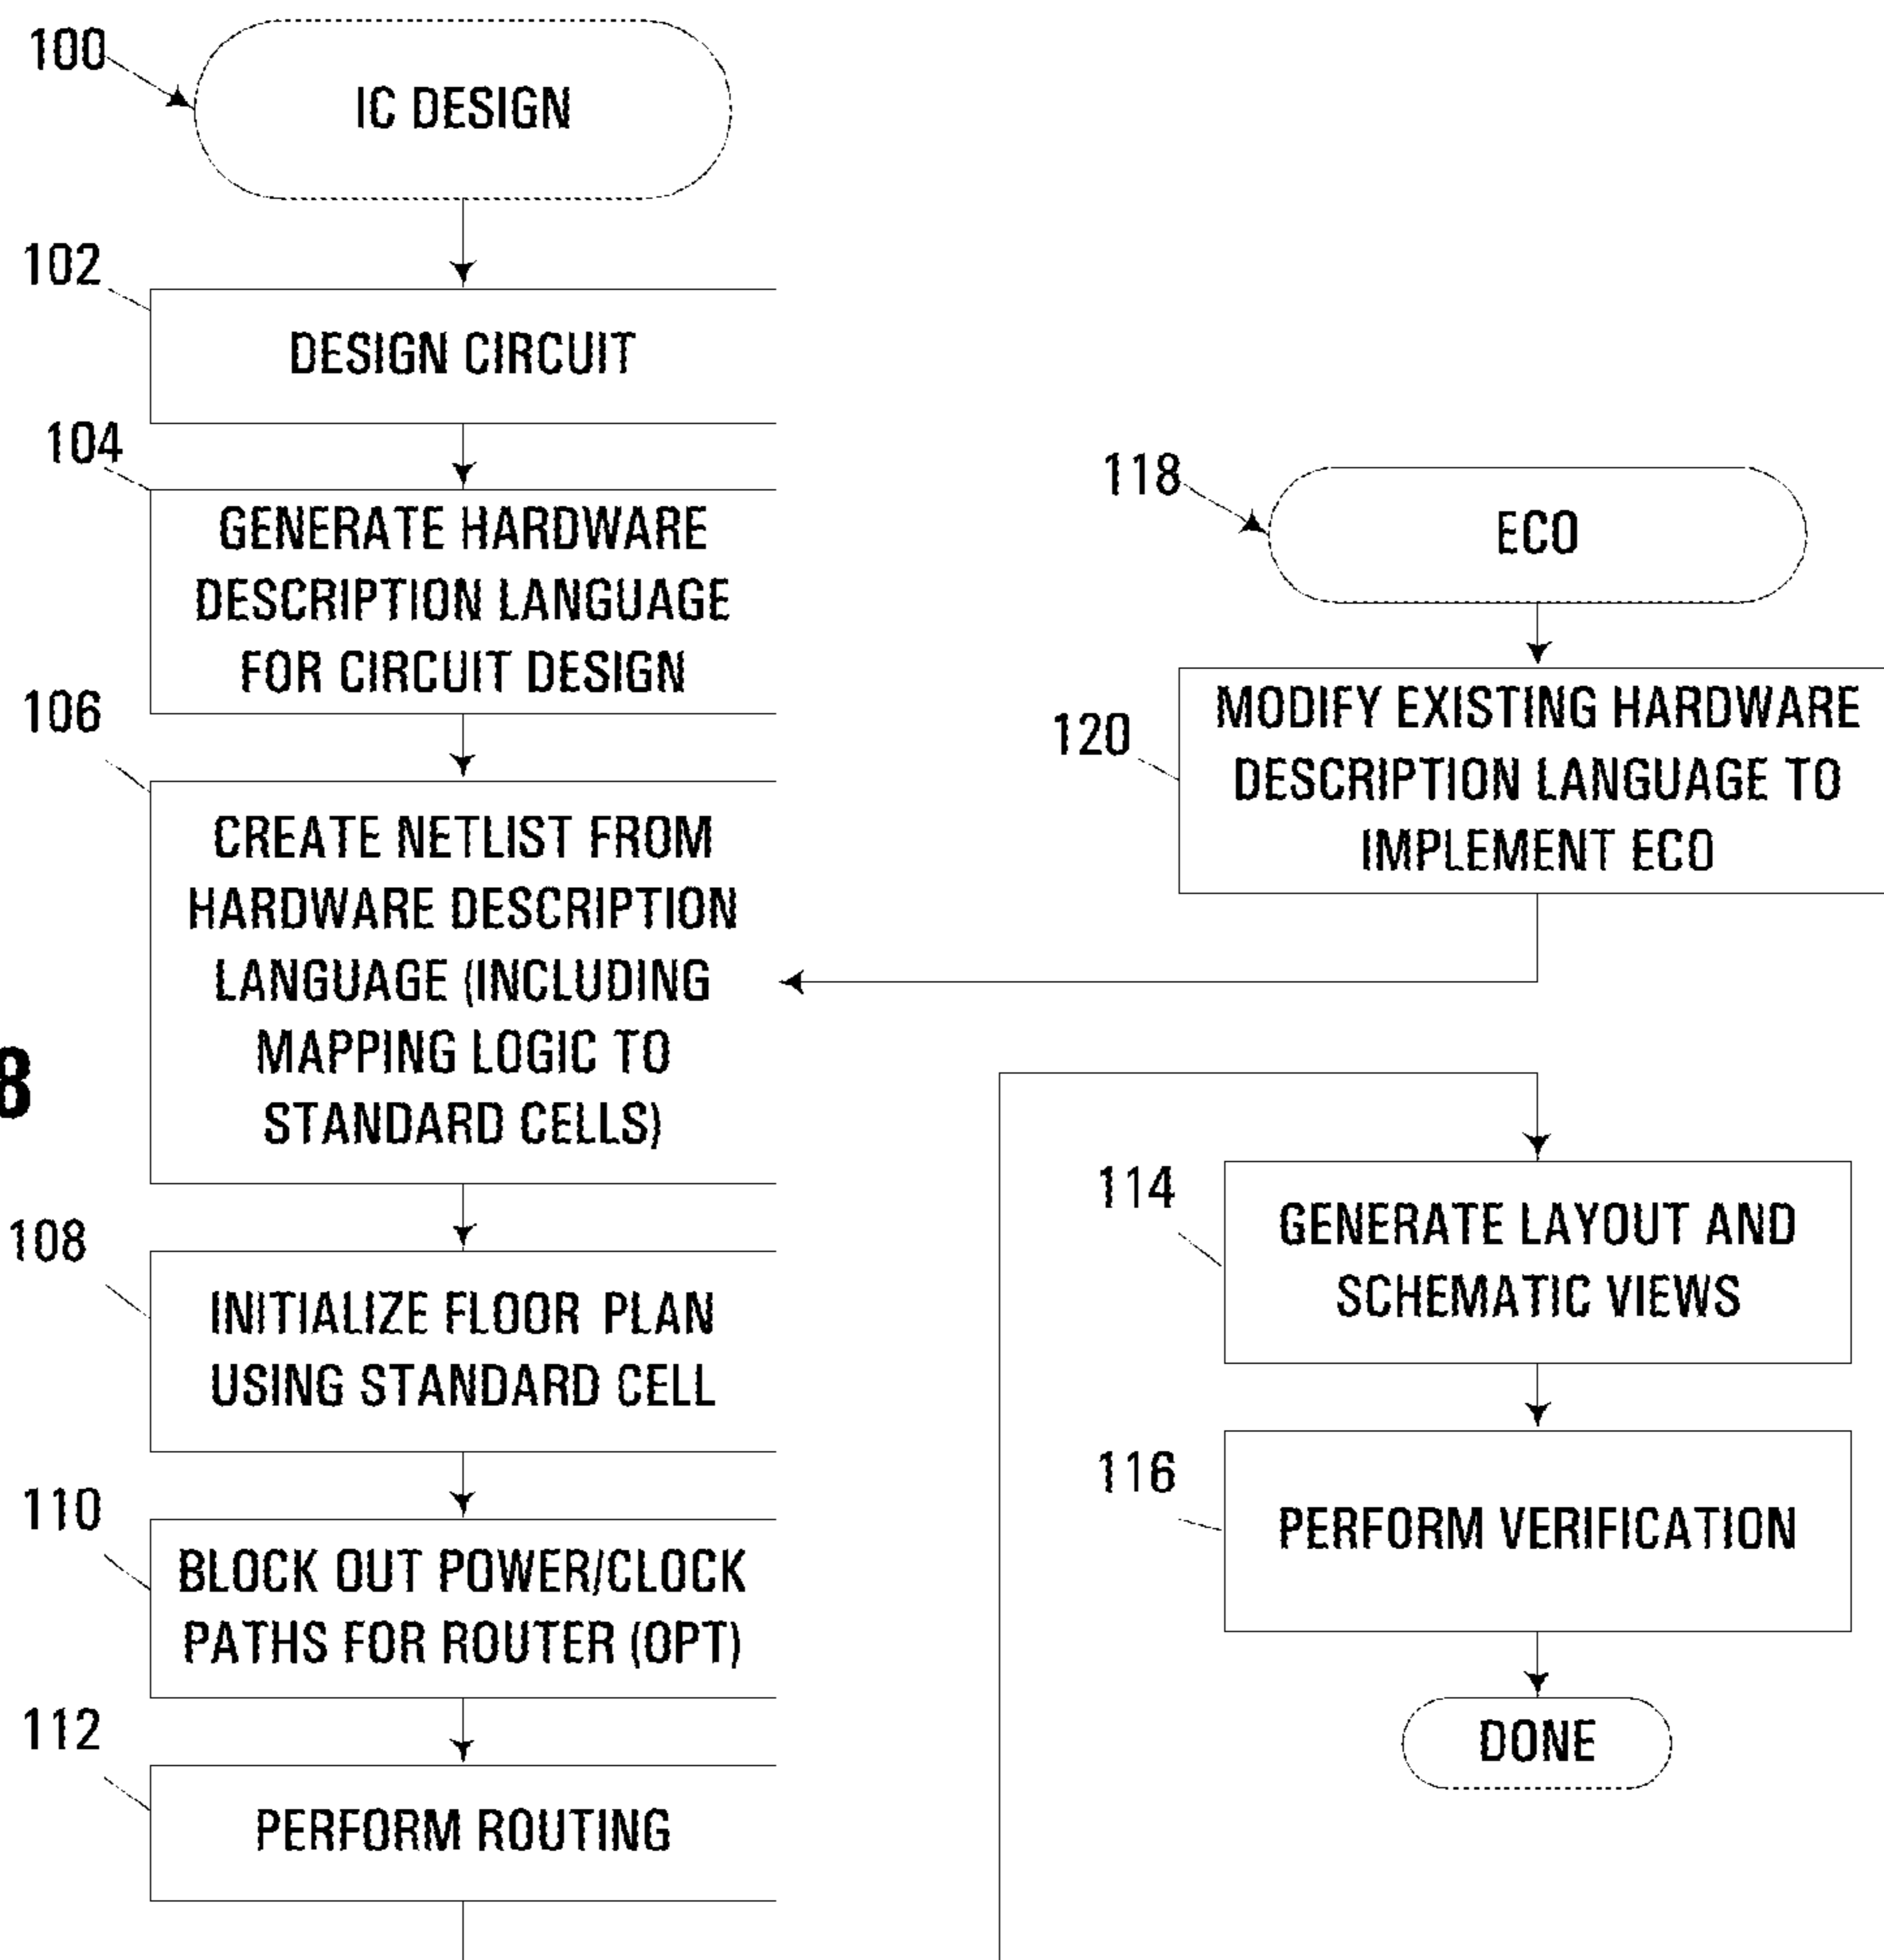 100
IC DESIGN
102
DESIGN CIRCUIT
104
GENERATE HARDWARE
DESCRIPTION LANGUAGE
FOR CIRCUIT DESIGN
106
CREATE NETLIST FROM
HARDWARE DESCRIPTION
LANGUAGE (INCLUDING
MAPPING LOGIC TO
STANDARD CELLS)
8
108
INITIALIZE FLOOR PLAN
USING STANDARD CELL
110
BLOCK OUT POWER/CLOCK
PATHS FOR ROUTER (OPT)
112
PERFORM ROUTING
118
ECO
120
MODIFY EXISTING HARDWARE
DESCRIPTION LANGUAGE TO
IMPLEMENT ECO
114
GENERATE LAYOUT AND
SCHEMATIC VIEWS
116
PERFORM VERIFICATION
DONE